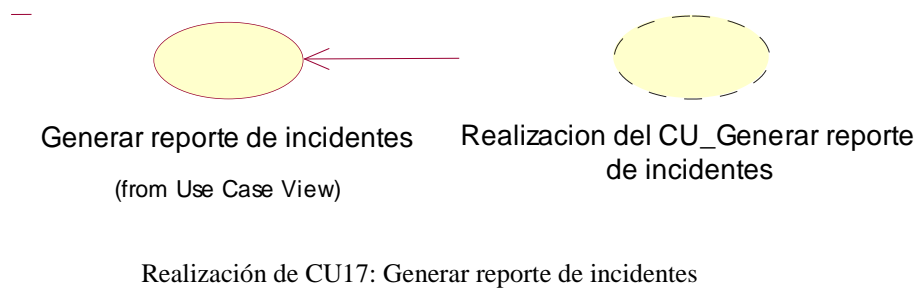 Generar reporte de incidentes
(from Use Case View)
Realizacion del CU_Generar reporte
de incidentes
Realización de CU17: Generar reporte de incidentes